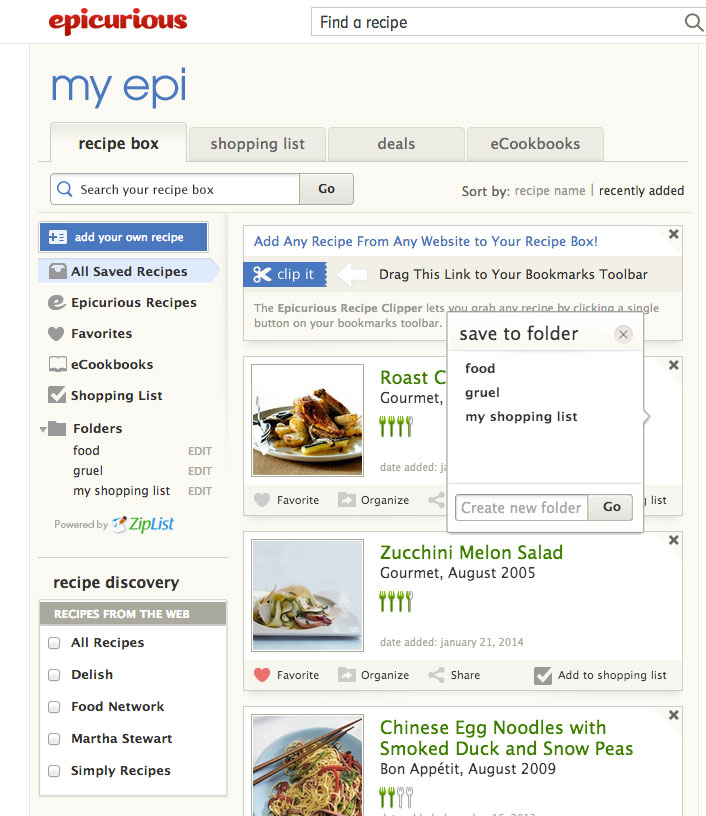 epicurious
Find a recipe
my epi
recipe box
shopping list
deals
eCookbooks
Search your recipe box
Go
Sort by: recipe name | recently added
add your own recipe
All Saved Recipes
Epicurious Recipes
Favorites
eCookbooks
Shopping List
Folders
food EDIT
gruel EDIT
my shopping list EDIT
Powered by ZipList
recipe discovery
RECIPES FROM THE WEB
All Recipes
Delish
Food Network
Martha Stewart
Simply Recipes
Add Any Recipe From Any Website to Your Recipe Box!
clip it
Drag This Link to Your Bookmarks Toolbar
The Epicurious Recipe Clipper lets you grab any recipe by clicking a single
button on your bookmarks toolbar.
save to folder
food
gruel
my shopping list
Create new folder
Go
Roast C
Gourmet,
date added: j
Favorite
Organize
list
Zucchini Melon Salad
Gourmet, August 2005
date added: january 21, 2014
Favorite
Organize
Share
Add to shopping list
Chinese Egg Noodles with
Smoked Duck and Snow Peas
Bon Appétit, August 2009